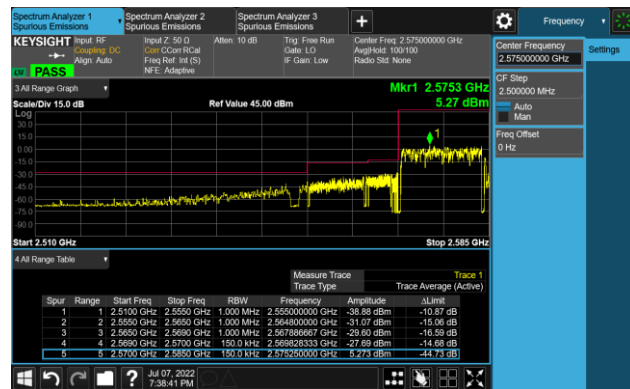 Spectrum Analyzer 1
Spurious Emissions
Spectrum Analyzer 2
Spurious Emissions
Spectrum Analyzer 3
Spurious Emissions
Frequency
KEYSIGHT
Input: RF
Coupling: DC
Align: Auto
Input Z: 50 Ω
Corr CCorr RCal
Freq Ref: Int (S)
NFE: Adaptive
Atten: 10 dB
Trig: Free Run
Gate: LO
IF Gain: Low
Center Freq: 2.575000000 GHz
Avg|Hold: 100/100
Radio Std: None
PASS
3 All Range Graph
Mkr1 2.5753 GHz
5.27 dBm
Scale/Div 15.0 dB
Ref Value 45.00 dBm
Log
30.0
15.0
0.00
-15.0
-30.0
-45.0
-60.0
-75.0
-90.0
1
Start 2.510 GHz
Stop 2.585 GHz
4 All Range Table
Measure Trace Trace 1
Trace Type Trace Average (Active)
Spur Range Start Freq Stop Freq RBW Frequency Amplitude ΔLimit
1 1 2.5100 GHz 2.5550 GHz 1.000 MHz 2.555000000 GHz -38.88 dBm -10.87 dB
2 2 2.5550 GHz 2.5650 GHz 1.000 MHz 2.564800000 GHz -31.07 dBm -15.06 dB
3 3 2.5650 GHz 2.5690 GHz 1.000 MHz 2.567886667 GHz -29.60 dBm -16.59 dB
4 4 2.5690 GHz 2.5700 GHz 150.0 kHz 2.569828333 GHz -27.69 dBm -14.68 dB
5 5 2.5700 GHz 2.5850 GHz 150.0 kHz 2.575250000 GHz 5.273 dBm -44.73 dB
Center Frequency
2.575000000 GHz
Settings
CF Step
2.500000 MHz
Auto
Man
Freq Offset
0 Hz
Jul 07, 2022
7:38:41 PM